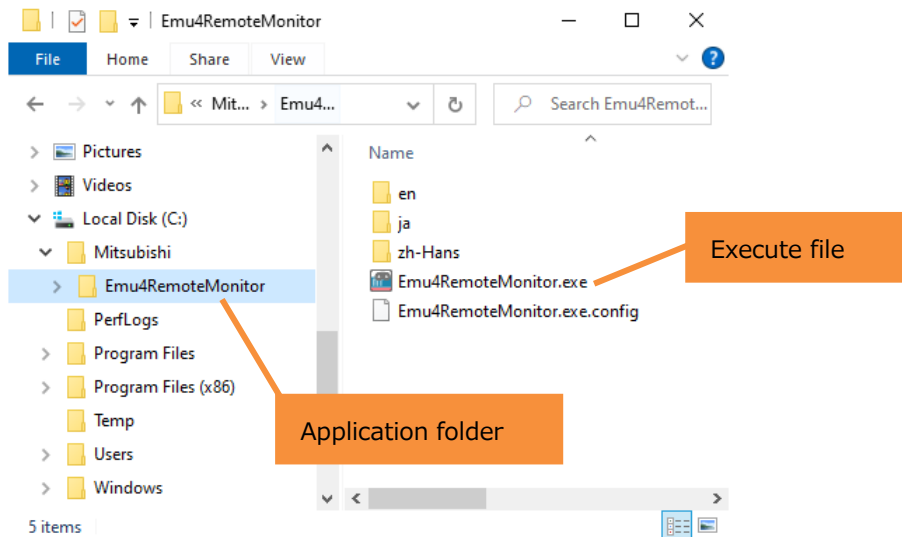 Emu4RemoteMonitor
File Home Share View
« Mit... > Emu4... Search Emu4Remot...
Pictures
Videos
Local Disk (C:)
Mitsubishi
Emu4RemoteMonitor
PerfLogs
Program Files
Program Files (x86)
Temp
Users
Windows
Name
en
ja
zh-Hans
Emu4RemoteMonitor.exe
Emu4RemoteMonitor.exe.config
Execute file
Application folder
5 items